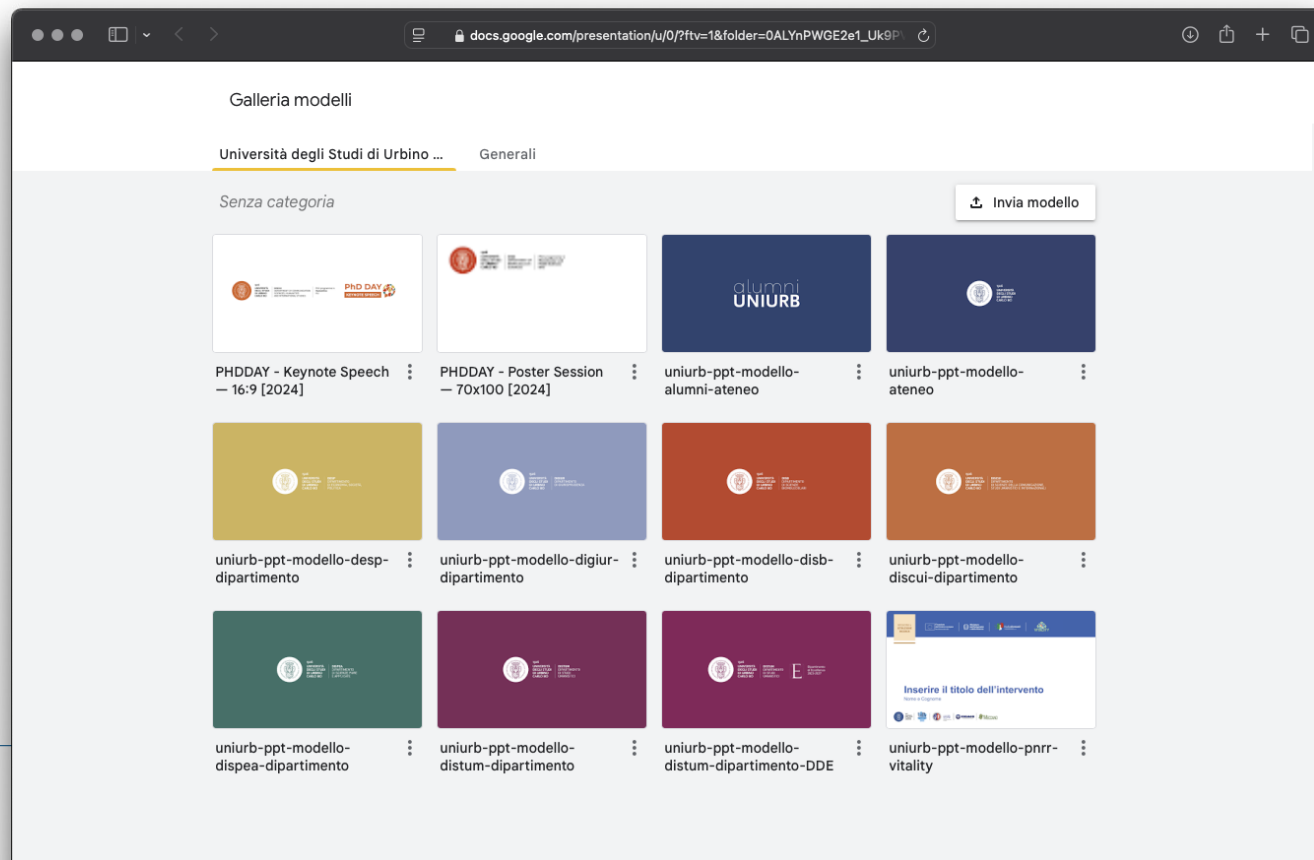 docs.google.com/presentation/u/0/?ftv=1&folder=0ALYnPWGE2e1_Uk9P
Galleria modelli
Università degli Studi di Urbino ...
Generali
Senza categoria
Invia modello
PhD DAY
KEYNOTE SPEECH
alumni
UNIURB
PHDDAY - Keynote Speech
— 16:9 [2024]
PHDDAY - Poster Session
— 70x100 [2024]
uniurb-ppt-modello-
alumni-ateneo
uniurb-ppt-modello-
ateneo
uniurb-ppt-modello-desp-
dipartimento
uniurb-ppt-modello-digiur-
dipartimento
uniurb-ppt-modello-disb-
dipartimento
uniurb-ppt-modello-
discui-dipartimento
E
Inserire il titolo dell'intervento
Nome e Cognome
uniurb-ppt-modello-
dispea-dipartimento
uniurb-ppt-modello-
distum-dipartimento
uniurb-ppt-modello-
distum-dipartimento-DDE
uniurb-ppt-modello-pnrr-
vitality